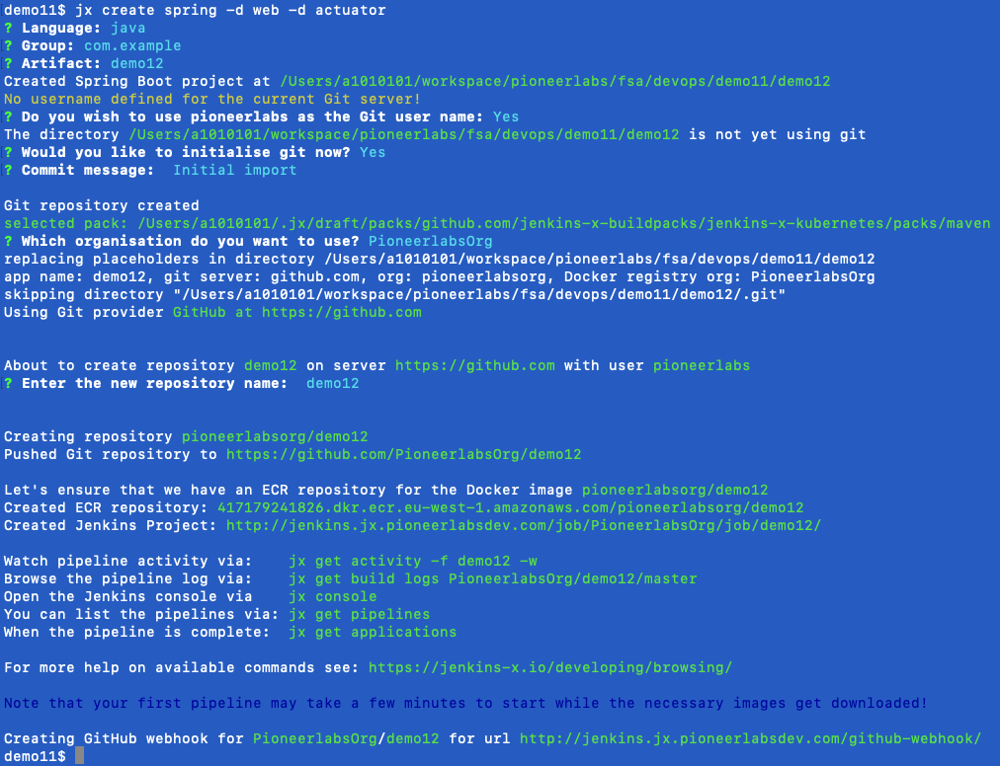 demo11$ jx create spring -d web -d actuator
? Language: java
? Group: com.example
? Artifact: demo12
Created Spring Boot project at /Users/a1010101/workspace/pioneerlabs/fsa/devops/demo11/demo12
No username defined for the current Git server!
? Do you wish to use pioneerlabs as the Git user name: Yes
The directory /Users/a1010101/workspace/pioneerlabs/fsa/devops/demo11/demo12 is not yet using git
? Would you like to initialise git now? Yes
? Commit message:  Initial import
Git repository created
selected pack: /Users/a1010101/.jx/draft/packs/github.com/jenkins-x-buildpacks/jenkins-x-kubernetes/packs/maven
? Which organisation do you want to use? PioneerlabsOrg
replacing placeholders in directory /Users/a1010101/workspace/pioneerlabs/fsa/devops/demo11/demo12
app name: demo12, git server: github.com, org: pioneerlabsorg, Docker registry org: PioneerlabsOrg
skipping directory "/Users/a1010101/workspace/pioneerlabs/fsa/devops/demo11/demo12/.git"
Using Git provider GitHub at https://github.com
About to create repository demo12 on server https://github.com with user pioneerlabs
? Enter the new repository name:  demo12
Creating repository pioneerlabsorg/demo12
Pushed Git repository to https://github.com/PioneerlabsOrg/demo12
Let's ensure that we have an ECR repository for the Docker image pioneerlabsorg/demo12
Created ECR repository: 417179241826.dkr.ecr.eu-west-1.amazonaws.com/pioneerlabsorg/demo12
Created Jenkins Project: http://jenkins.jx.pioneerlabsdev.com/job/PioneerlabsOrg/job/demo12/
Watch pipeline activity via:    jx get activity -f demo12 -w
Browse the pipeline log via:    jx get build logs PioneerlabsOrg/demo12/master
Open the Jenkins console via    jx console
You can list the pipelines via: jx get pipelines
When the pipeline is complete:  jx get applications
For more help on available commands see: https://jenkins-x.io/developing/browsing/
Note that your first pipeline may take a few minutes to start while the necessary images get downloaded!
Creating GitHub webhook for PioneerlabsOrg/demo12 for url http://jenkins.jx.pioneerlabsdev.com/github-webhook/
demo11$